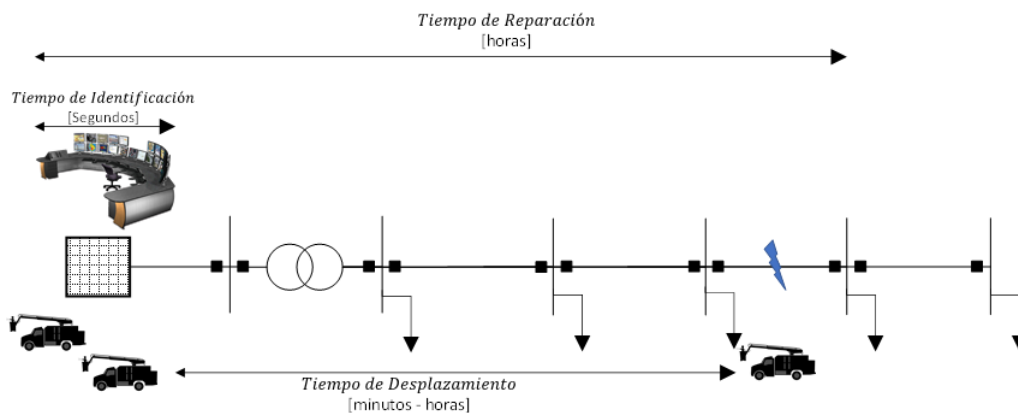 Tiempo de Reparación
[horas]
Tiempo de Identificación
[Segundos]
Tiempo de Desplazamiento
[minutos - horas]